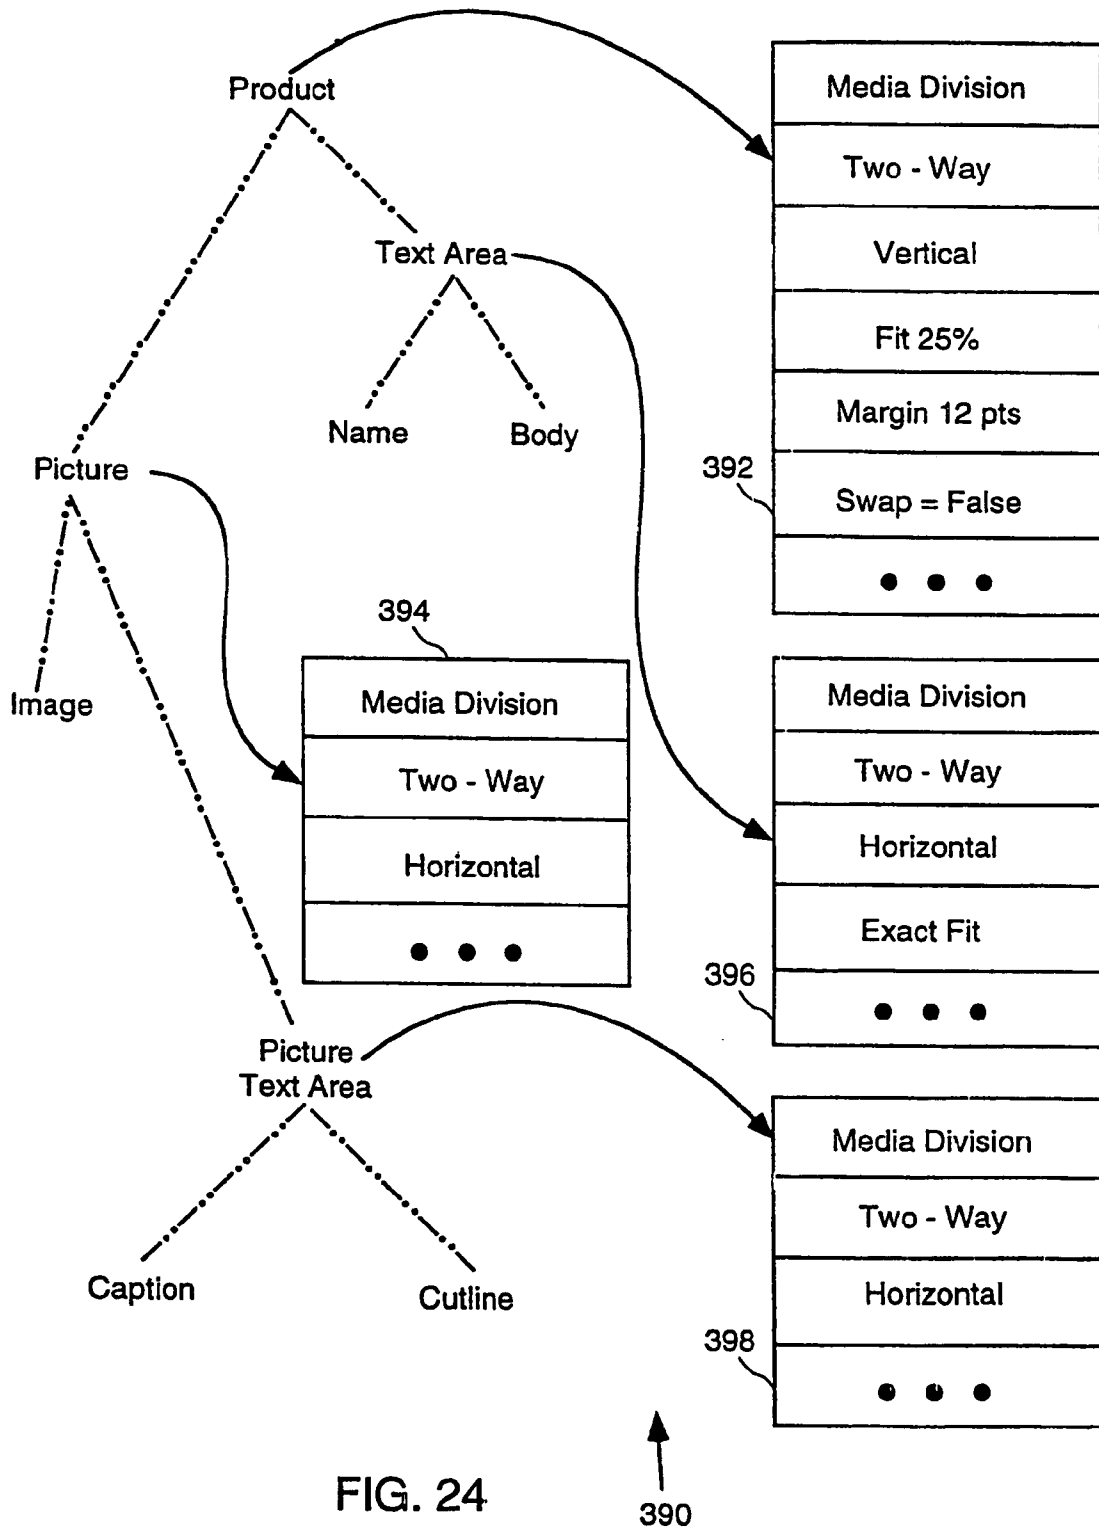 Product
Text Area
Name
Body
Picture
Image
Picture
Text Area
Caption
Cutline
Media Division
Two - Way
Vertical
Fit 25%
Margin 12 pts
Swap = False
392
394
Media Division
Two - Way
Horizontal
Media Division
Two - Way
Horizontal
Exact Fit
396
Media Division
Two - Way
Horizontal
398
FIG. 24
390